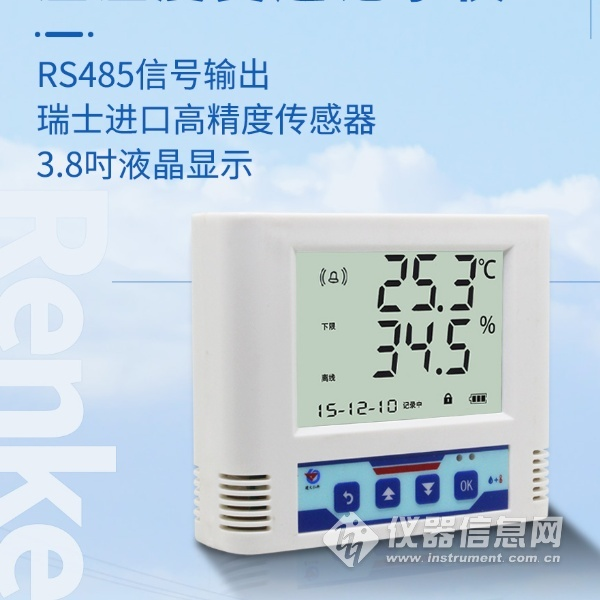 RS485信号输出
瑞士进口高精度传感器
3.8吋液晶显示
Renke
25.3℃
下限
34.5%
离线
15-12-10 记录中
OK
仪器信息网
www.instrument.com.cn